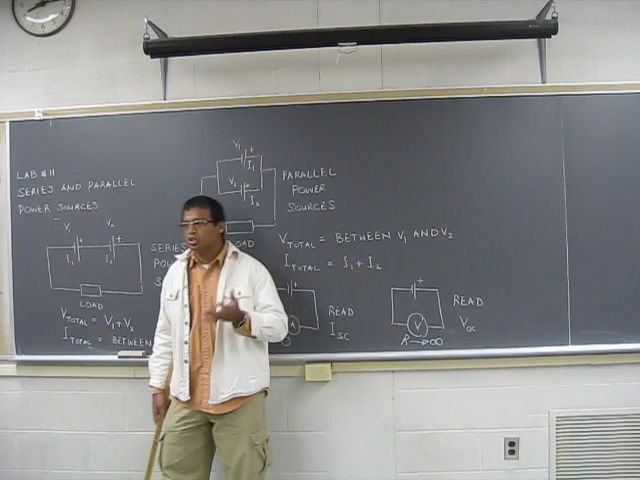 LAB #11
SERIES AND PARALLEL
POWER SOURCES
V1 V2
+ +
I1 I2
LOAD
VTOTAL = V1+V2
ITOTAL = BETWEEN
SERIES
V1
+
I1
V2
+
I2
LOAD
PARALLEL
POWER
SOURCES
VTOTAL = BETWEEN V1 AND V2
ITOTAL = I1 + I2
+
A
READ
ISC
+
V
R→∞
READ
VOC